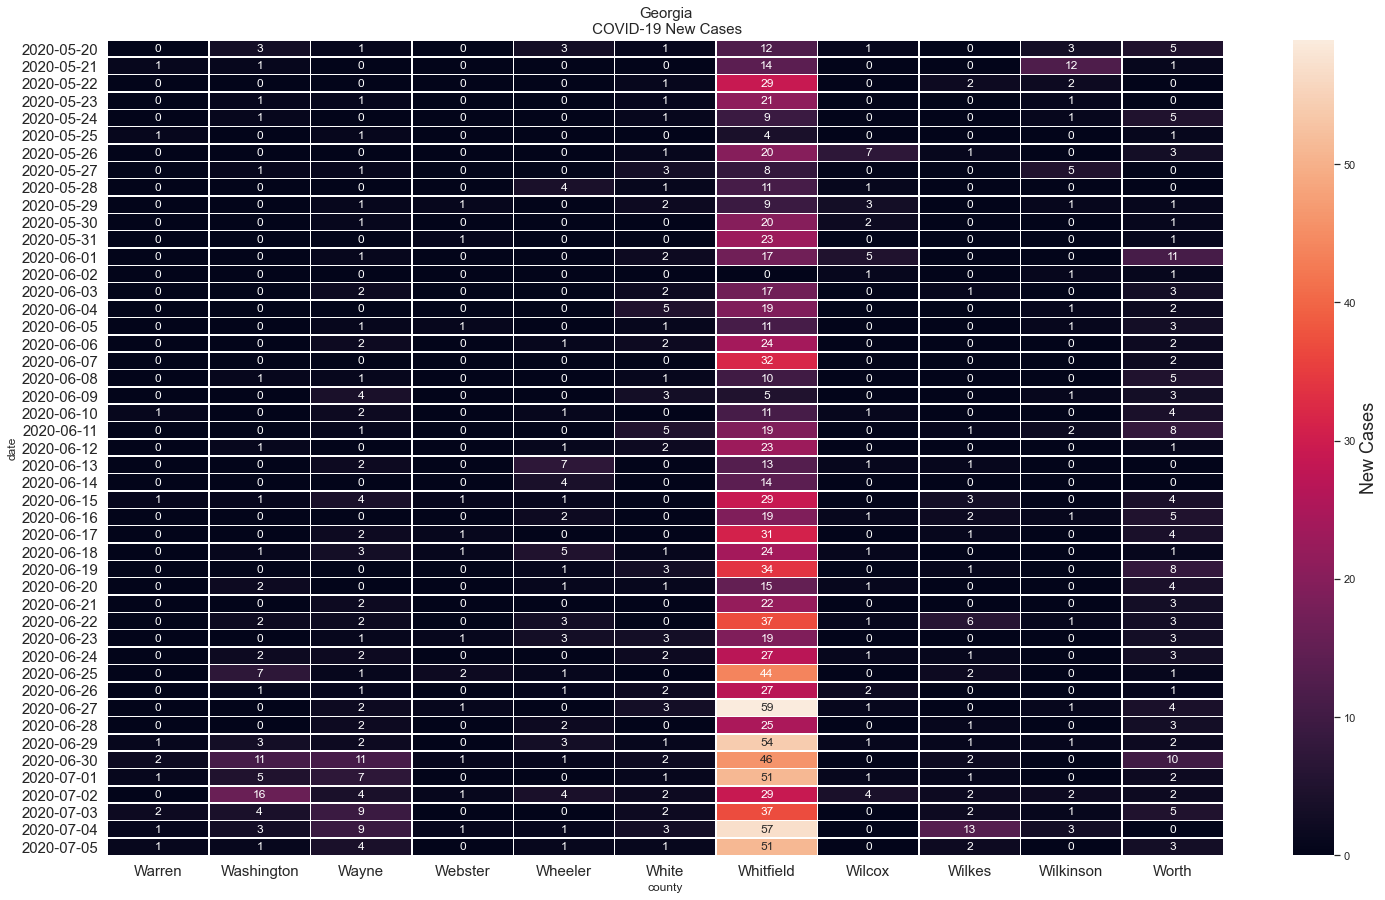 Georgia
COVID-19 New Cases
2020-05-20 0 3 1 0 3 1 12 1 0 3 5
2020-05-21 1 1 0 0 0 0 14 0 0 12 1
2020-05-22 0 0 0 0 0 1 29 0 2 2 0
2020-05-23 0 1 1 0 0 1 21 0 0 1 0
2020-05-24 0 1 0 0 0 1 9 0 0 1 5
2020-05-25 1 0 1 0 0 0 4 0 0 0 1
2020-05-26 0 0 0 0 0 1 20 7 1 0 3
2020-05-27 0 1 1 0 0 3 8 0 0 5 0
2020-05-28 0 0 0 0 4 1 11 1 0 0 0
2020-05-29 0 0 1 1 0 2 9 3 0 1 1
2020-05-30 0 0 1 0 0 0 20 2 0 0 1
2020-05-31 0 0 0 1 0 0 23 0 0 0 1
2020-06-01 0 0 1 0 0 2 17 5 0 0 11
2020-06-02 0 0 0 0 0 0 0 1 0 1 1
2020-06-03 0 0 2 0 0 2 17 0 1 0 3
2020-06-04 0 0 0 0 0 5 19 0 0 1 2
2020-06-05 0 0 1 1 0 1 11 0 0 1 3
2020-06-06 0 0 2 0 1 2 24 0 0 0 2
2020-06-07 0 0 0 0 0 0 32 0 0 0 2
2020-06-08 0 1 1 0 0 1 10 0 0 0 5
2020-06-09 0 0 4 0 0 3 5 0 0 1 3
2020-06-10 1 0 2 0 1 0 11 1 0 0 4
2020-06-11 0 0 1 0 0 5 19 0 1 2 8
2020-06-12 0 1 0 0 1 2 23 0 0 0 1
2020-06-13 0 0 2 0 7 0 13 1 1 0 0
2020-06-14 0 0 0 0 4 0 14 0 0 0 0
2020-06-15 1 1 4 1 1 0 29 0 3 0 4
2020-06-16 0 0 0 0 2 0 19 1 2 1 5
2020-06-17 0 0 2 1 0 0 31 0 1 0 4
2020-06-18 0 1 3 1 5 1 24 1 0 0 1
2020-06-19 0 0 0 0 1 3 34 0 1 0 8
2020-06-20 0 2 0 0 1 1 15 1 0 0 4
2020-06-21 0 0 2 0 0 0 22 0 0 0 3
2020-06-22 0 2 2 0 3 0 37 1 6 1 3
2020-06-23 0 0 1 1 3 3 19 0 0 0 3
2020-06-24 0 2 2 0 0 2 27 1 1 0 3
2020-06-25 0 7 1 2 1 0 44 0 2 0 1
2020-06-26 0 1 1 0 1 2 27 2 0 0 1
2020-06-27 0 0 2 1 0 3 59 1 0 1 4
2020-06-28 0 0 2 0 2 0 25 0 1 0 3
2020-06-29 1 3 2 0 3 1 54 1 1 1 2
2020-06-30 2 11 11 1 1 2 46 0 2 0 10
2020-07-01 1 5 7 0 0 1 51 1 1 0 2
2020-07-02 0 16 4 1 4 2 29 4 2 2 2
2020-07-03 2 4 9 0 0 2 37 0 2 1 5
2020-07-04 1 3 9 1 1 3 57 0 13 3 0
2020-07-05 1 1 4 0 1 1 51 0 2 0 3
Warren Washington Wayne Webster Wheeler White Whitfield Wilcox Wilkes Wilkinson Worth
county
date
50
40
30
20
10
0
New Cases